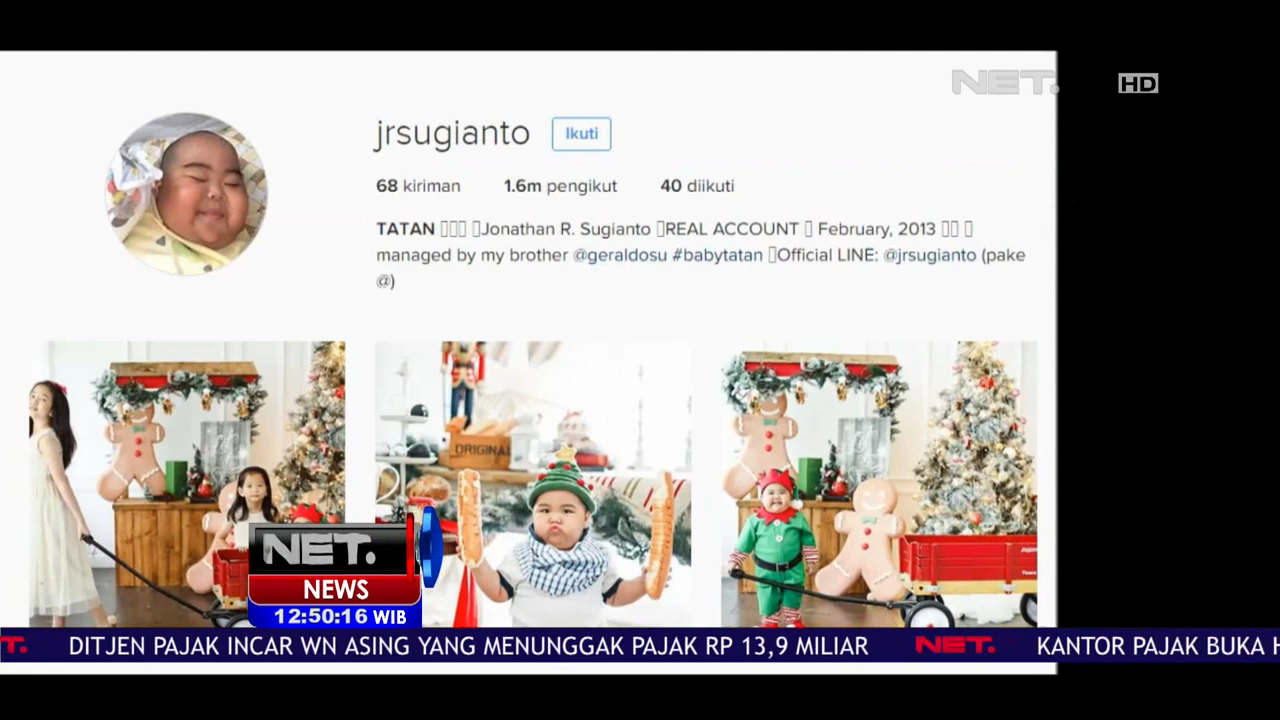 NET.
HD
jrsugianto
Ikuti
68 kiriman 1.6m pengikut 40 diikuti
TATAN Jonathan R. Sugianto REAL ACCOUNT February, 2013
managed by my brother @geraldosu #babytatan Official LINE: @jrsugianto (pake
@)
ORIGINAL
NET.
NEWS
12:50:16 WIB
T. DITJEN PAJAK INCAR WN ASING YANG MENUNGGAK PAJAK RP 13,9 MILIAR NET. KANTOR PAJAK BUKA H